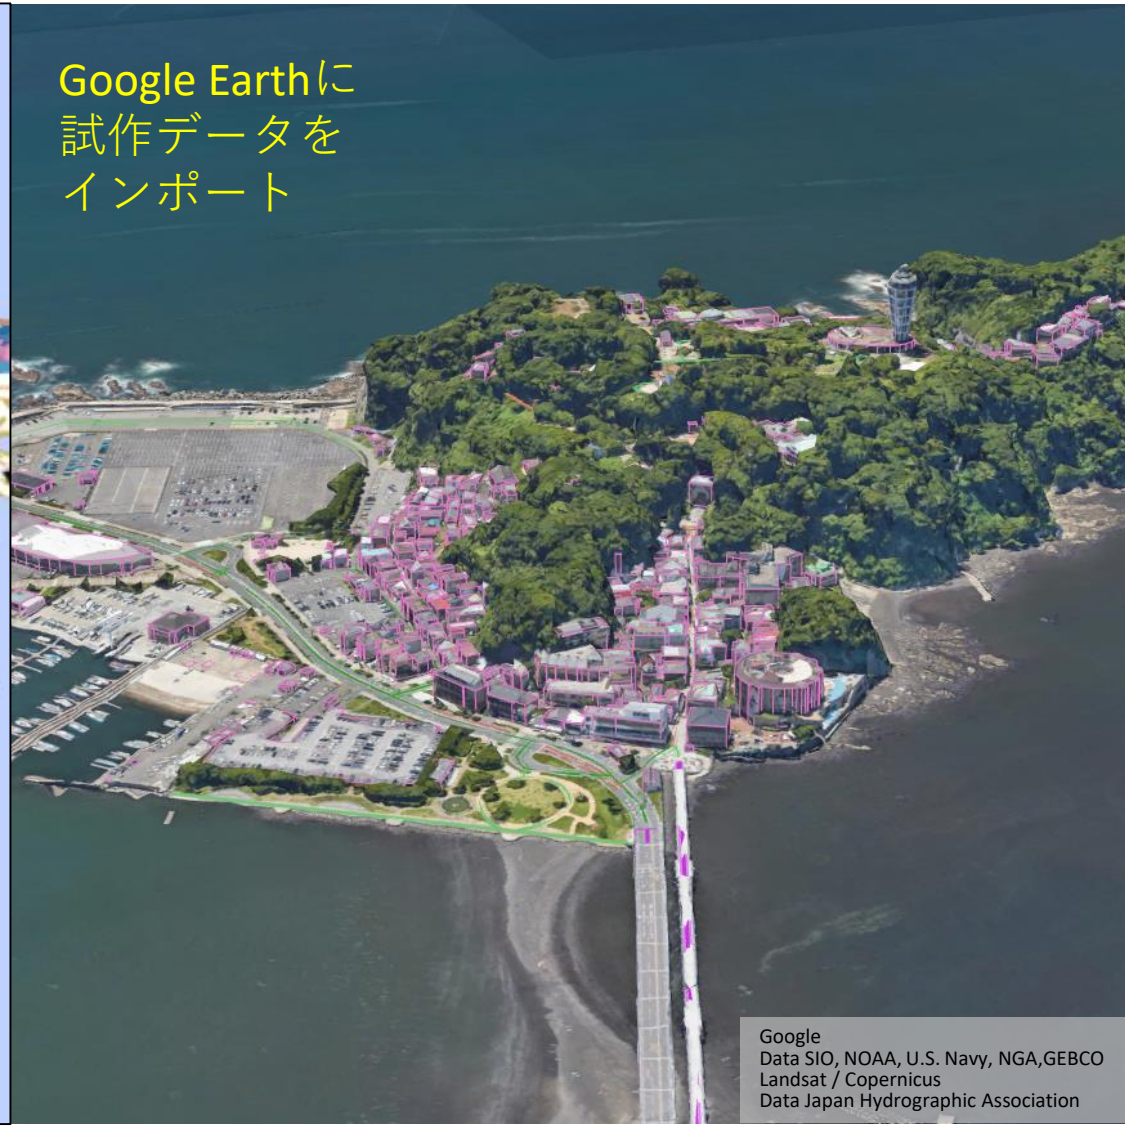 Google Earthに
試作データを
インポート
Google
Data SIO, NOAA, U.S. Navy, NGA,GEBCO
Landsat / Copernicus
Data Japan Hydrographic Association